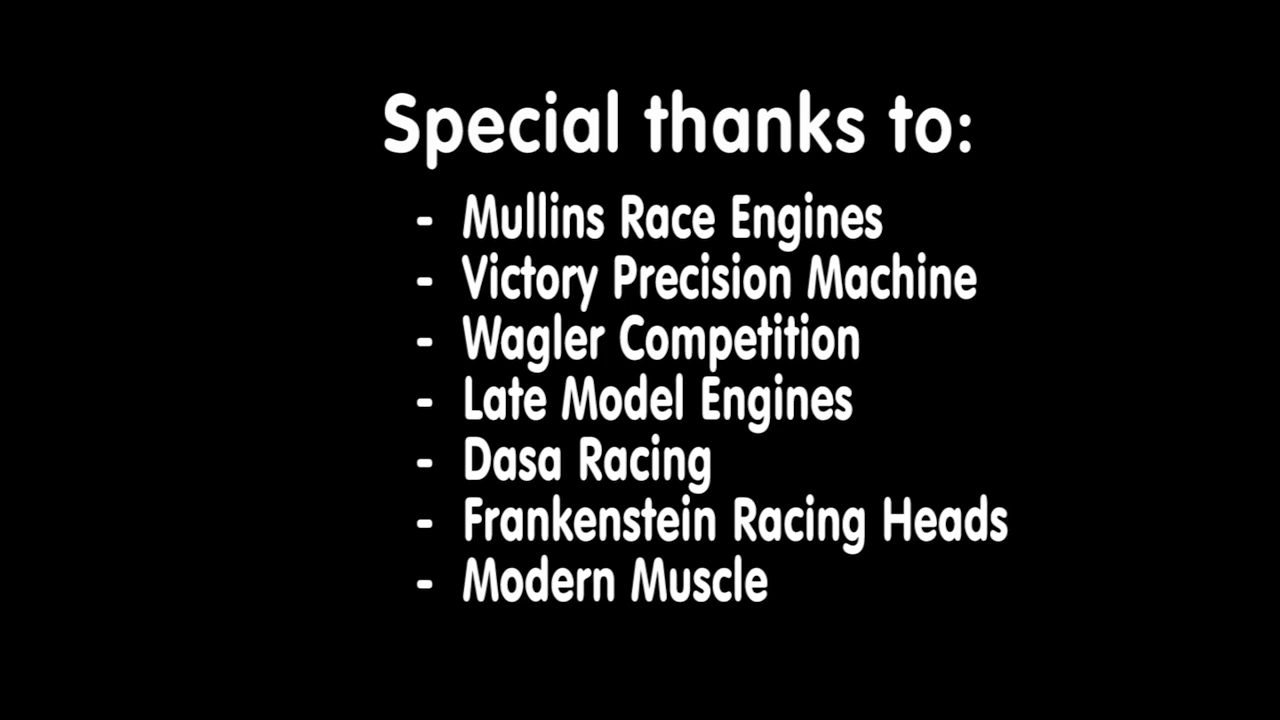 Special thanks to:
- Mullins Race Engines
- Victory Precision Machine
- Wagler Competition
- Late Model Engines
- Dasa Racing
- Frankenstein Racing Heads
- Modern Muscle